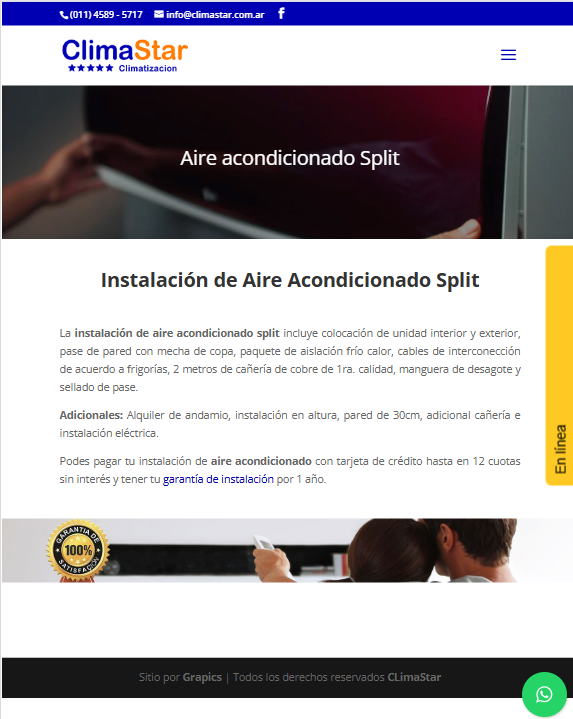 (011) 4589 - 5717 info@climastar.com.ar
ClimaStar
Climatizacion
Aire acondicionado Split
Instalación de Aire Acondicionado Split
La instalación de aire acondicionado split incluye colocación de unidad interior y exterior,
pase de pared con mecha de copa, paquete de aislación frío calor, cables de interconección
de acuerdo a frigorías, 2 metros de cañería de cobre de 1ra. calidad, manguera de desagote y
sellado de pase.
Adicionales: Alquiler de andamio, instalación en altura, pared de 30cm, adicional cañería e
instalación eléctrica.
En línea
Podes pagar tu instalación de aire acondicionado con tarjeta de crédito hasta en 12 cuotas
sin interés y tener tu garantía de instalación por 1 año.
GARANTIA DE
100%
SATISFACCION
Sitio por Grapics | Todos los derechos reservados CLimaStar